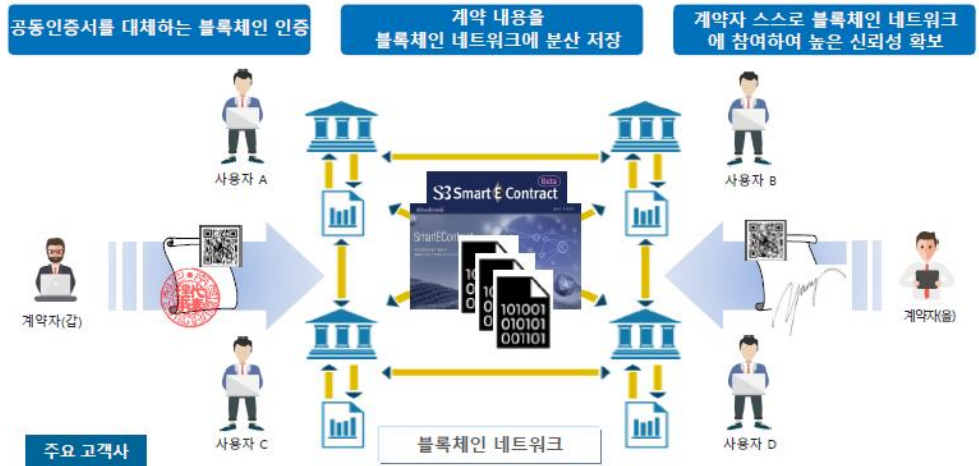 공동인증서를 대체하는 블록체인 인증
계약 내용을
블록체인 네트워크에 분산 저장
계약자 스스로 블록체인 네트워크
에 참여하여 높은 신뢰성 확보
사용자 A
사용자 B
Beta
S3 Smart E Contract
SmartEContract
계약자(갑)
계약자(을)
101001
010101
001101
사용자 C
사용자 D
주요 고객사
블록체인 네트워크